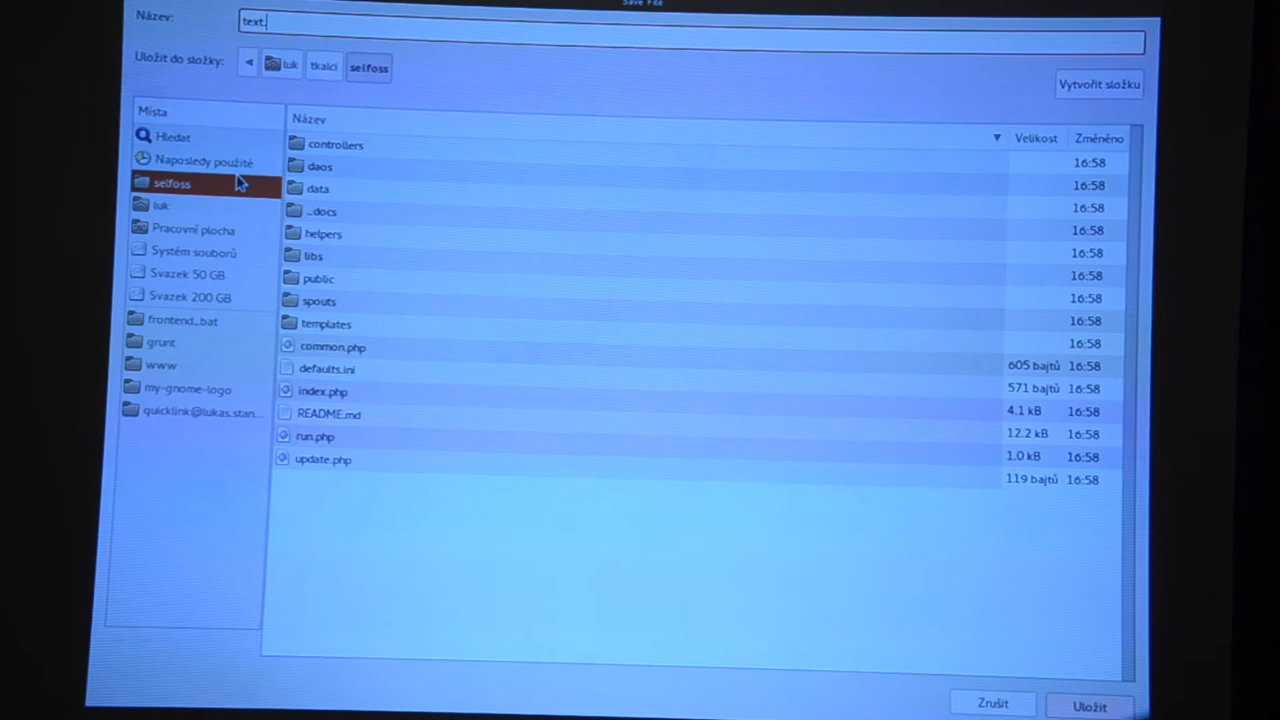 Save File
Název:
text.
Uložit do složky:
luk
tkalci
selfoss
Vytvořit složku
Místa
Hledat
Naposledy použité
selfoss
luk
Pracovní plocha
Systém souborů
Svazek 50 GB
Svazek 200 GB
frontend_bat
grunt
www
my-gnome-logo
quicklink@lukas.stan...
Název
Velikost
Změněno
controllers
16:58
daos
16:58
data
16:58
_docs
16:58
helpers
16:58
libs
16:58
public
16:58
spouts
16:58
templates
16:58
common.php
605 bajtů
16:58
defaults.ini
571 bajtů
16:58
index.php
4.1 kB
16:58
README.md
12.2 kB
16:58
run.php
1.0 kB
16:58
update.php
119 bajtů
16:58
Zrušit
Uložit